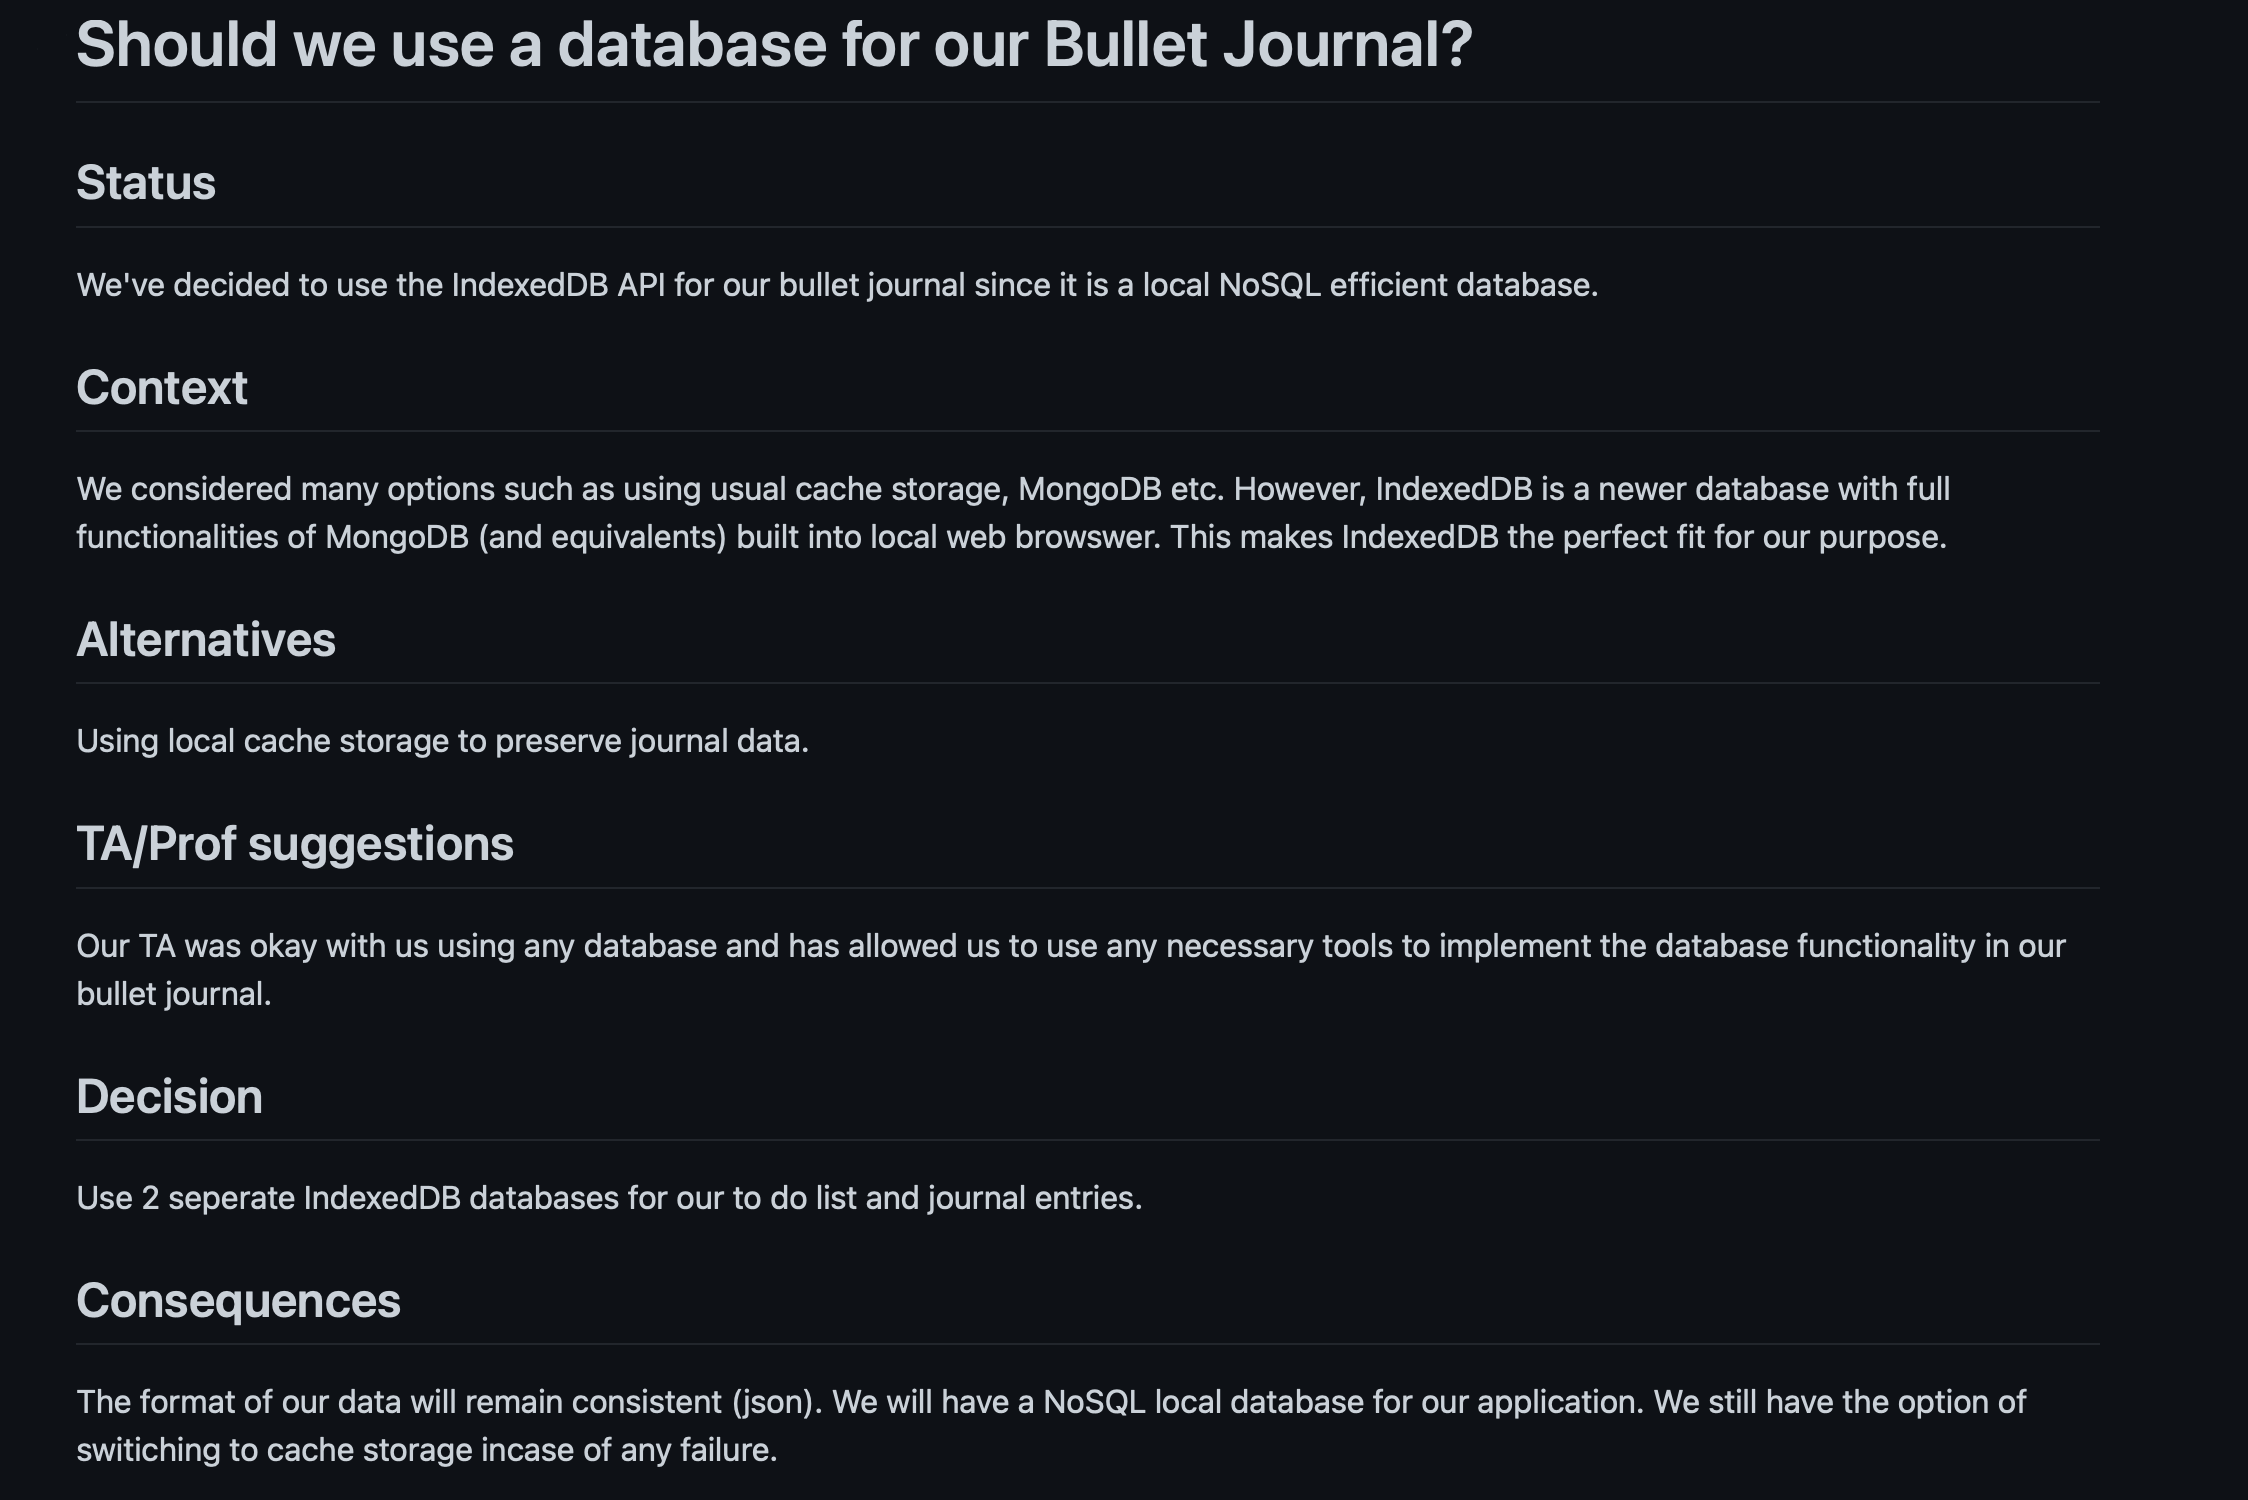 Should we use a database for our Bullet Journal?
Status
We've decided to use the IndexedDB API for our bullet journal since it is a local NoSQL efficient database.
Context
We considered many options such as using usual cache storage, MongoDB etc. However, IndexedDB is a newer database with full
functionalities of MongoDB (and equivalents) built into local web browswer. This makes IndexedDB the perfect fit for our purpose.
Alternatives
Using local cache storage to preserve journal data.
TA/Prof suggestions
Our TA was okay with us using any database and has allowed us to use any necessary tools to implement the database functionality in our
bullet journal.
Decision
Use 2 seperate IndexedDB databases for our to do list and journal entries.
Consequences
The format of our data will remain consistent (json). We will have a NoSQL local database for our application. We still have the option of
switiching to cache storage incase of any failure.